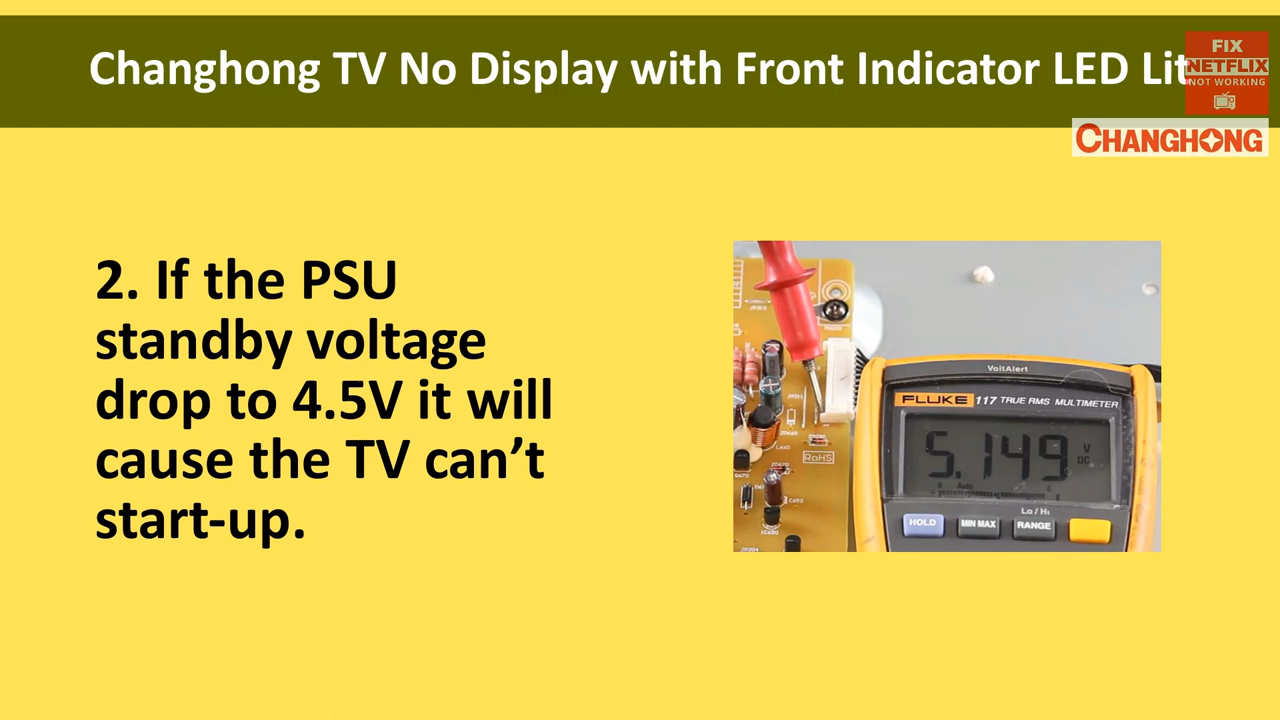 Changhong TV No Display with Front Indicator LED Lit
FIX
NETFLIX
NOT WORKING
CHANGHONG
2. If the PSU
standby voltage
drop to 4.5V it will
cause the TV can’t
start-up.
VoltAlert
FLUKE 117 TRUE RMS MULTIMETER
5.149 V
DC
Auto
Lo / Hi
HOLD
MIN MAX
RANGE
RoHS